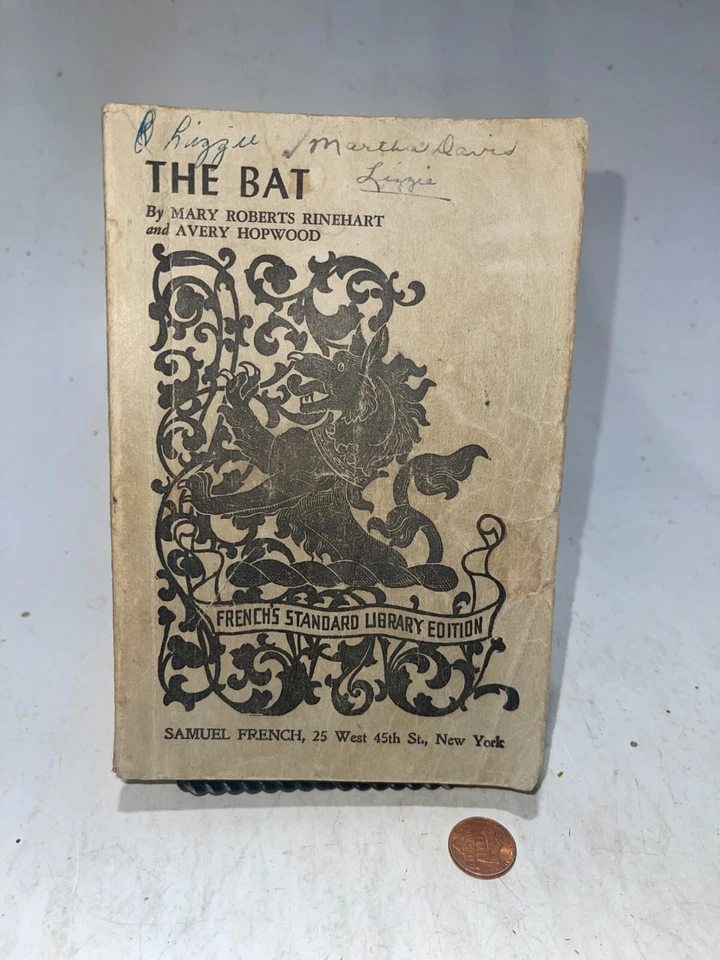 Lizzie Martha Davis
Lizzie
THE BAT
By MARY ROBERTS RINEHART
and AVERY HOPWOOD
FRENCH'S STANDARD LIBRARY EDITION
SAMUEL FRENCH, 25 West 45th St., New York